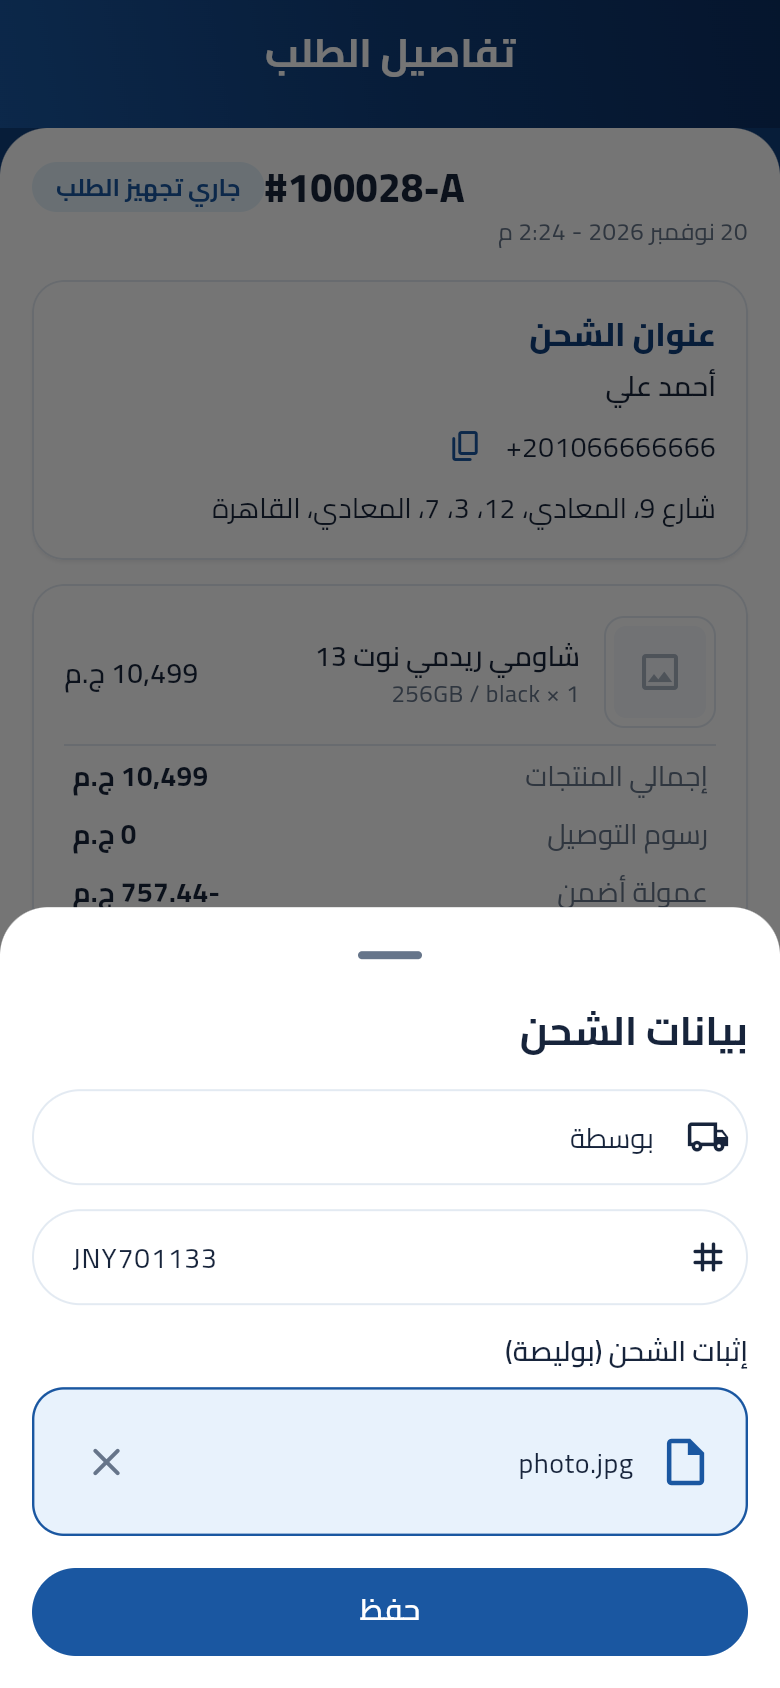 تفاصيل الطلب
#100028-A جاري تجهيز الطلب
20 نوفمبر 2026 - 2:24 م
عنوان الشحن
أحمد علي
+201066666666
شارع 9، المعادي، 12، 3، 7، المعادي، القاهرة
شاومي ريدمي نوت 13
256GB / black × 1
10,499 ج.م
إجمالي المنتجات 10,499 ج.م
رسوم التوصيل 0 ج.م
عمولة أضمن -757.44 ج.م
بيانات الشحن
بوسطة
JNY701133
إثبات الشحن (بوليصة)
photo.jpg
حفظ